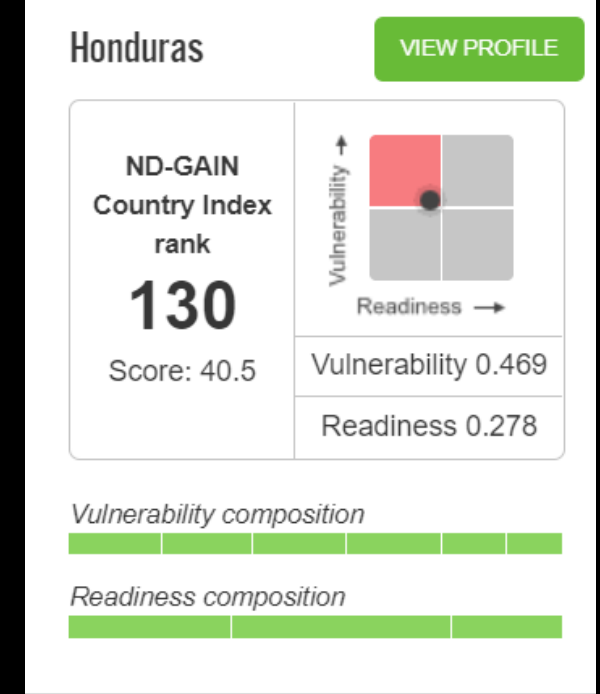 Honduras
VIEW PROFILE
ND-GAIN
Country Index
rank
130
Score: 40.5
Vulnerability
Readiness
Vulnerability 0.469
Readiness 0.278
Vulnerability composition
Readiness composition